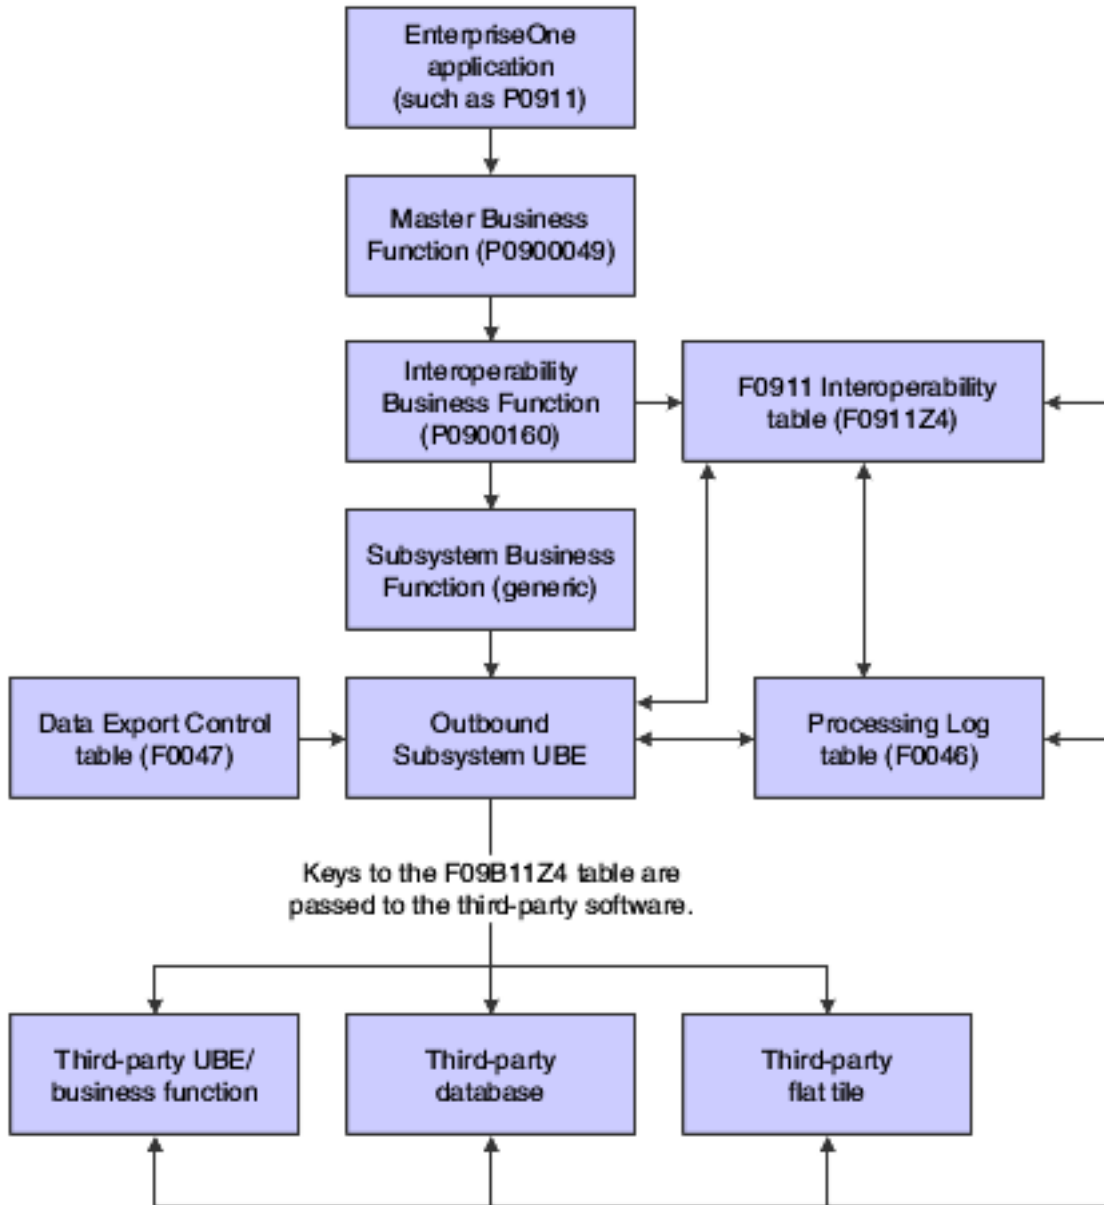 EnterpriseOne
application
(such as P0911)
Master Business
Function (P0900049)
Interoperability
Business Function
(P0900160)
F0911 Interoperability
table (F0911Z4)
Subsystem Business
Function (generic)
Data Export Control
table (F0047)
Outbound
Subsystem UBE
Processing Log
table (F0046)
Keys to the F09B11Z4 table are
passed to the third-party software.
Third-party UBE/
business function
Third-party
database
Third-party
flat tile